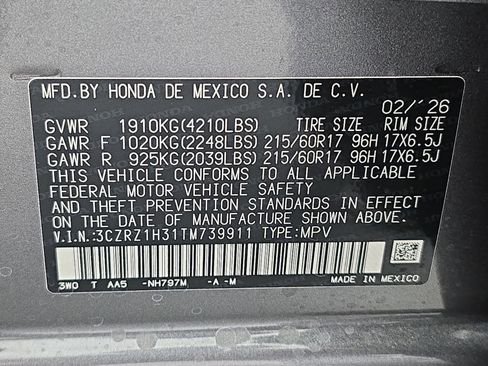 MFD.BY HONDA DE MEXICO S.A. DE C.V.
02/'26
GVWR 1910KG(4210LBS) TIRE SIZE RIM SIZE
GAWR F 1020KG(2248LBS) 215/60R17 96H 17X6.5J
GAWR R 925KG(2039LBS) 215/60R17 96H 17X6.5J
THIS VEHICLE CONFORMS TO ALL APPLICABLE
FEDERAL MOTOR VEHICLE SAFETY, BUMPER,
AND THEFT PREVENTION STANDARDS IN EFFECT
ON THE DATE OF MANUFACTURE SHOWN ABOVE.
V.I.N.:3CZRZ1H31TM739911 TYPE:MPV
3W0 T AA5 -NH797M -A -M MADE IN MEXICO